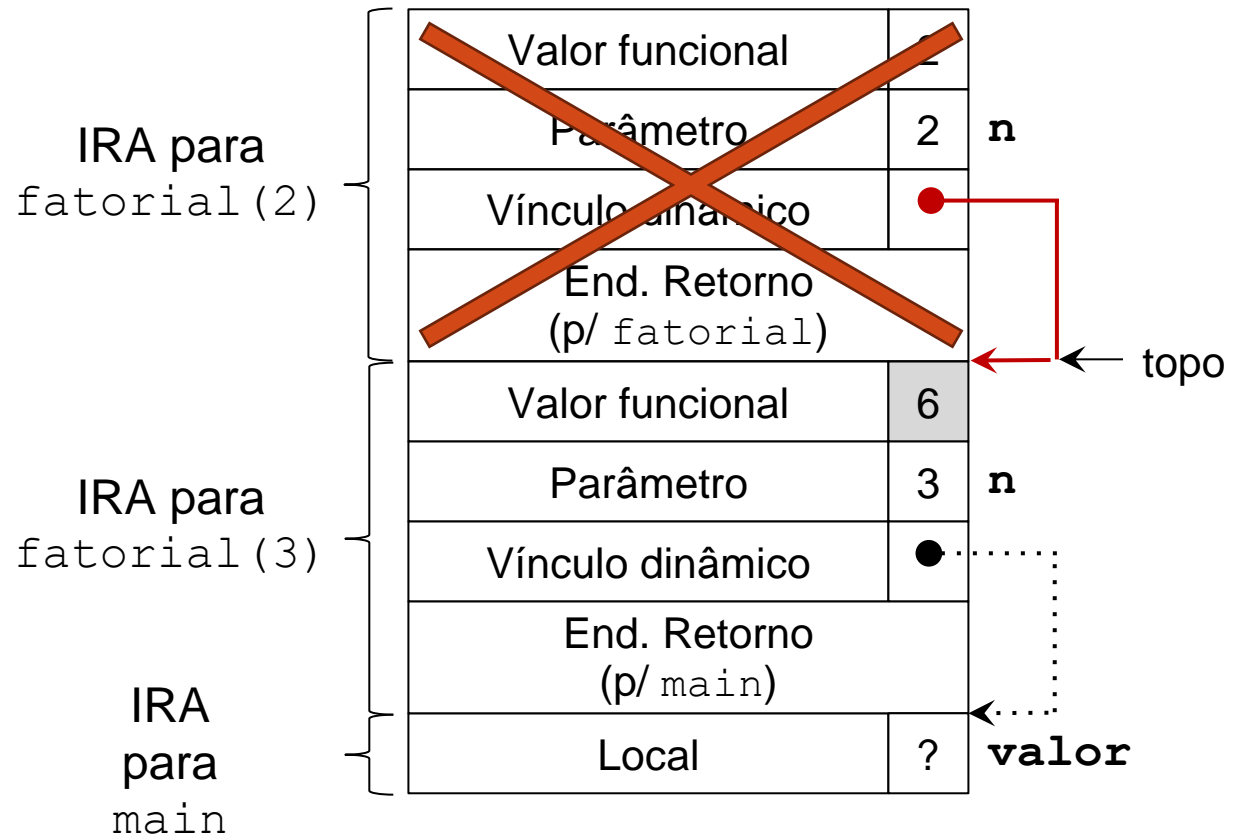 IRA para
fatorial(2)
Valor funcional 2
Parâmetro 2 n
Vínculo dinâmico
End. Retorno
(p/ fatorial)
topo
IRA para
fatorial(3)
Valor funcional 6
Parâmetro 3 n
Vínculo dinâmico
End. Retorno
(p/ main)
IRA
para
main
Local ? valor